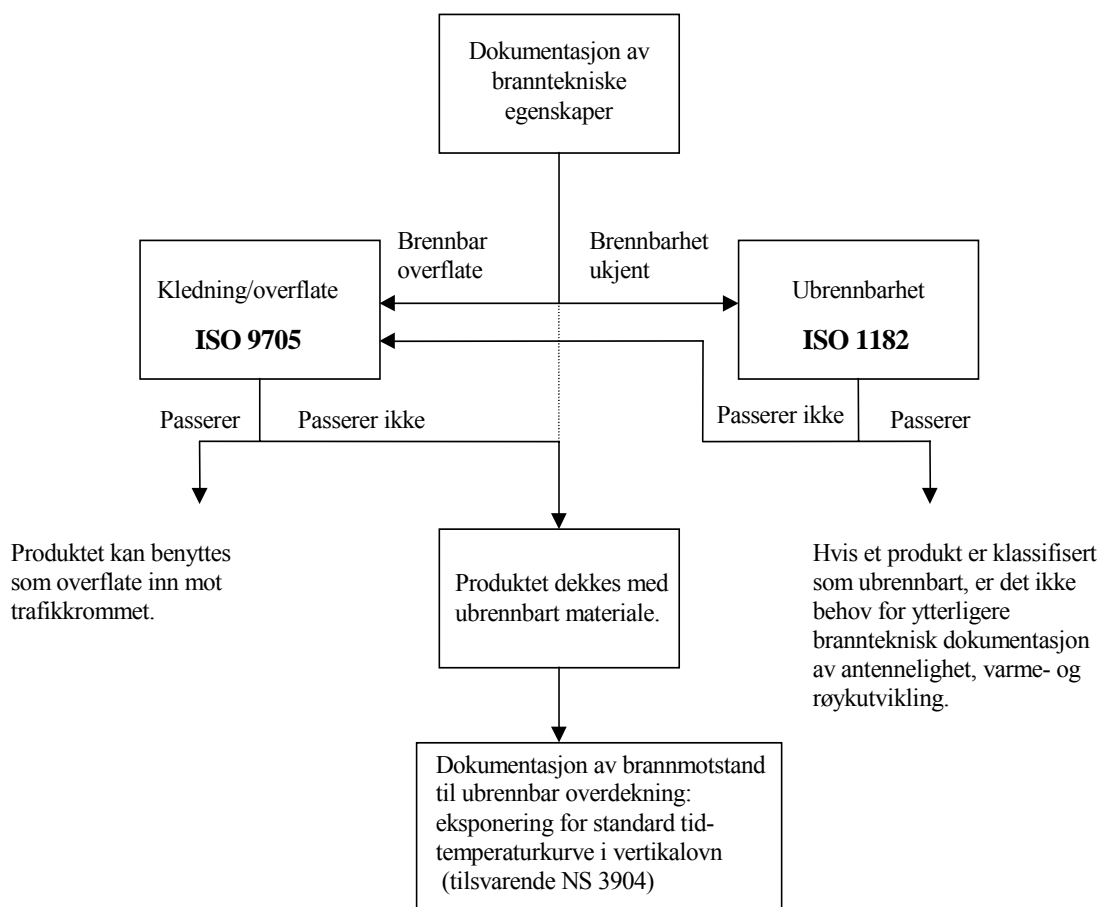 Dokumentasjon av
branntekniske
egenskaper
Brennbar
overflate
Brennbarhet
ukjent
Kledning/overflate
ISO 9705
Ubrennbarhet
ISO 1182
Passerer
Passerer ikke
Passerer ikke
Passerer
Produktet kan benyttes
som overflate inn mot
trafikkrommet.
Produktet dekkes med
ubrennbart materiale.
Hvis et produkt er klassifisert
som ubrennbart, er det ikke
behov for ytterligere
brannteknisk dokumentasjon
av antennelighet, varme- og
røykutvikling.
Dokumentasjon av brannmotstand
til ubrennbar overdekning:
eksponering for standard tid-
temperaturkurve i vertikalovn
(tilsvarende NS 3904)